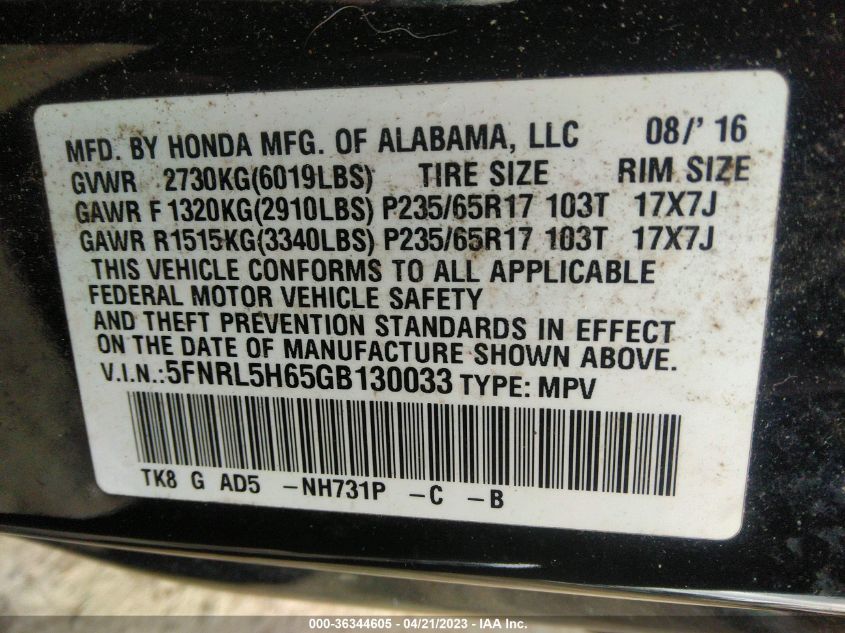 MFD. BY HONDA MFG. OF ALABAMA, LLC 08/' 16
GVWR 2730KG(6019LBS) TIRE SIZE RIM SIZE
GAWR F 1320KG(2910LBS) P235/65R17 103T 17X7J
GAWR R1515KG(3340LBS) P235/65R17 103T 17X7J
THIS VEHICLE CONFORMS TO ALL APPLICABLE
FEDERAL MOTOR VEHICLE SAFETY
AND THEFT PREVENTION STANDARDS IN EFFECT
ON THE DATE OF MANUFACTURE SHOWN ABOVE.
V.I.N.:5FNRL5H65GB130033 TYPE: MPV
TK8 G AD5 -NH731P -C -B
000-36344605 - 04/21/2023 - IAA Inc.